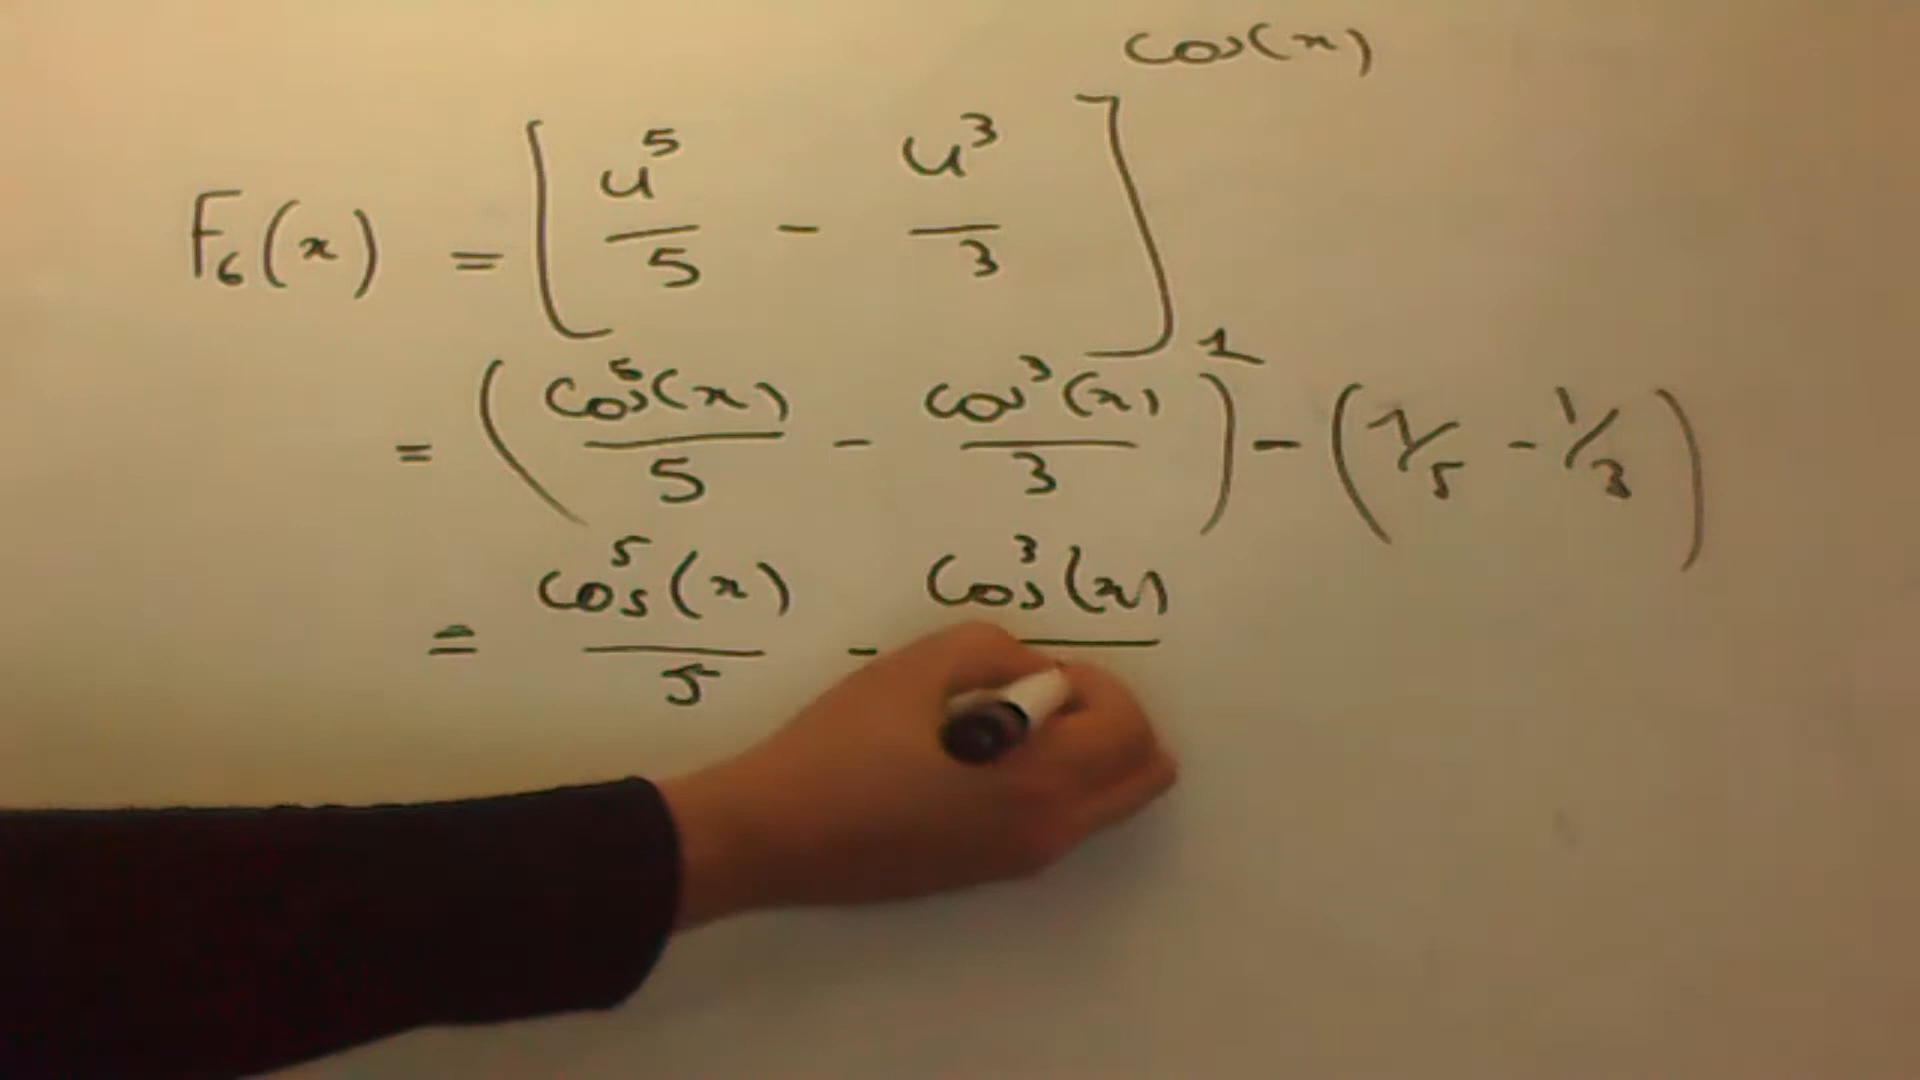 F₆(x) = [u⁵/5 - u³/3]₁^cos(x)
= (cos⁵(x)/5 - cos³(x)/3) - (1/5 - 1/3)
= cos⁵(x)/5 - cos³(x)